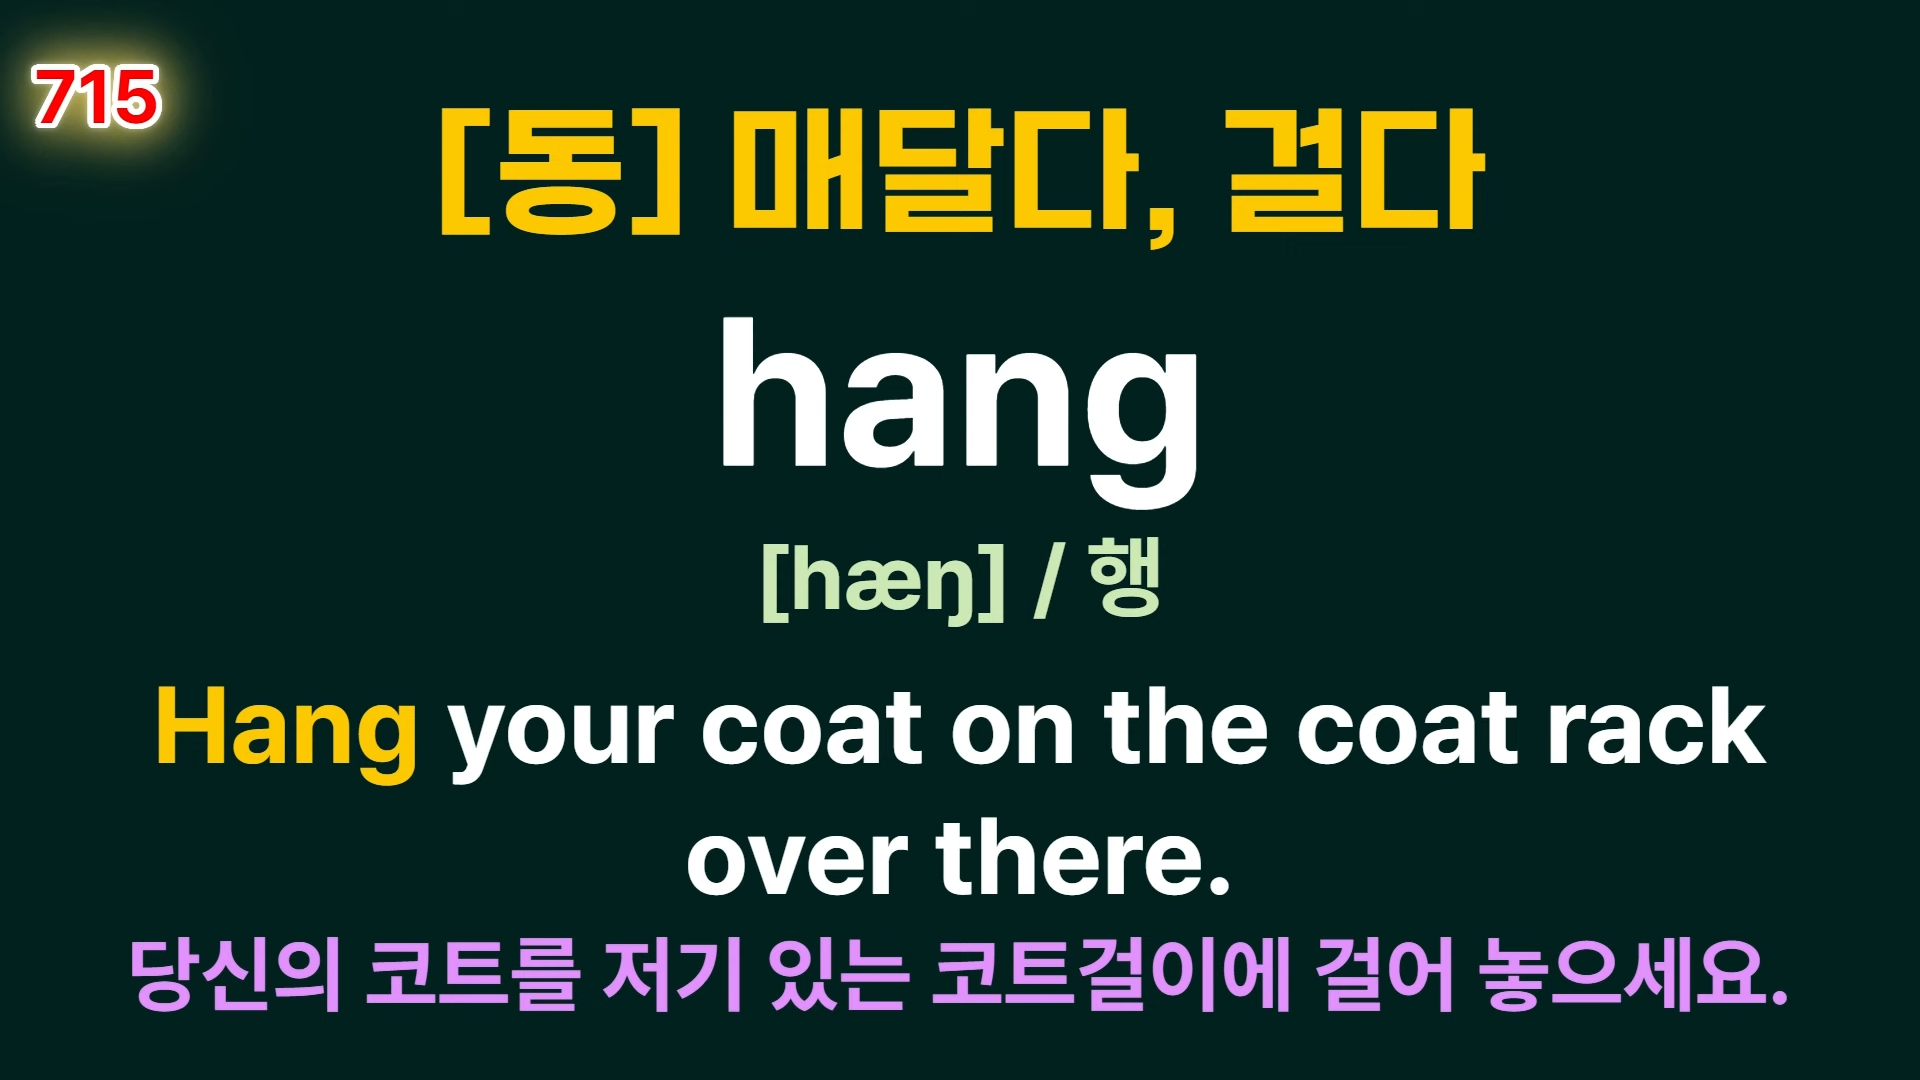 715
[동] 매달다, 걸다
hang
[hæŋ] / 행
Hang your coat on the coat rack
over there.
당신의 코트를 저기 있는 코트걸이에 걸어 놓으세요.